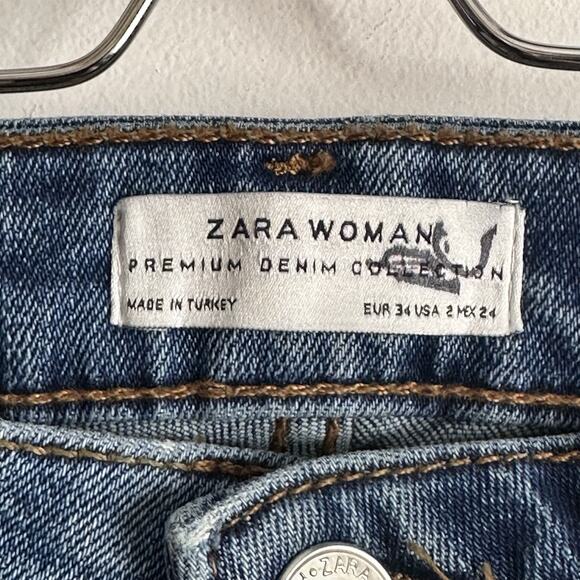 ZARA WOMAN
PREMIUM DENIM COLLECTION
MADE IN TURKEY
EUR 34 USA 2 MEX 24
ZARA